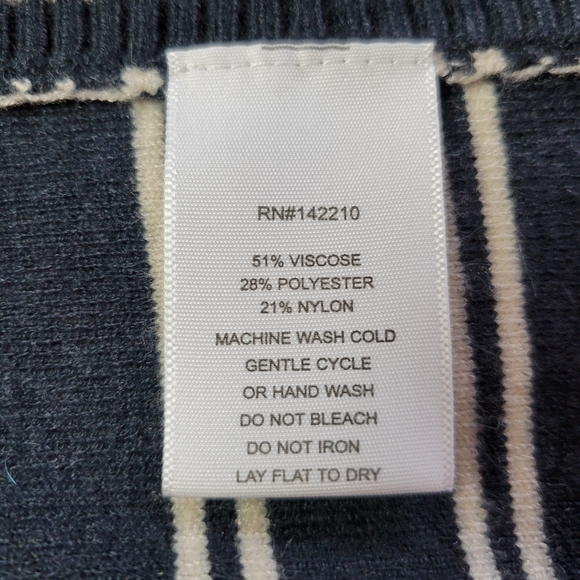 RN#142210
51% VISCOSE
28% POLYESTER
21% NYLON
MACHINE WASH COLD
GENTLE CYCLE
OR HAND WASH
DO NOT BLEACH
DO NOT IRON
LAY FLAT TO DRY